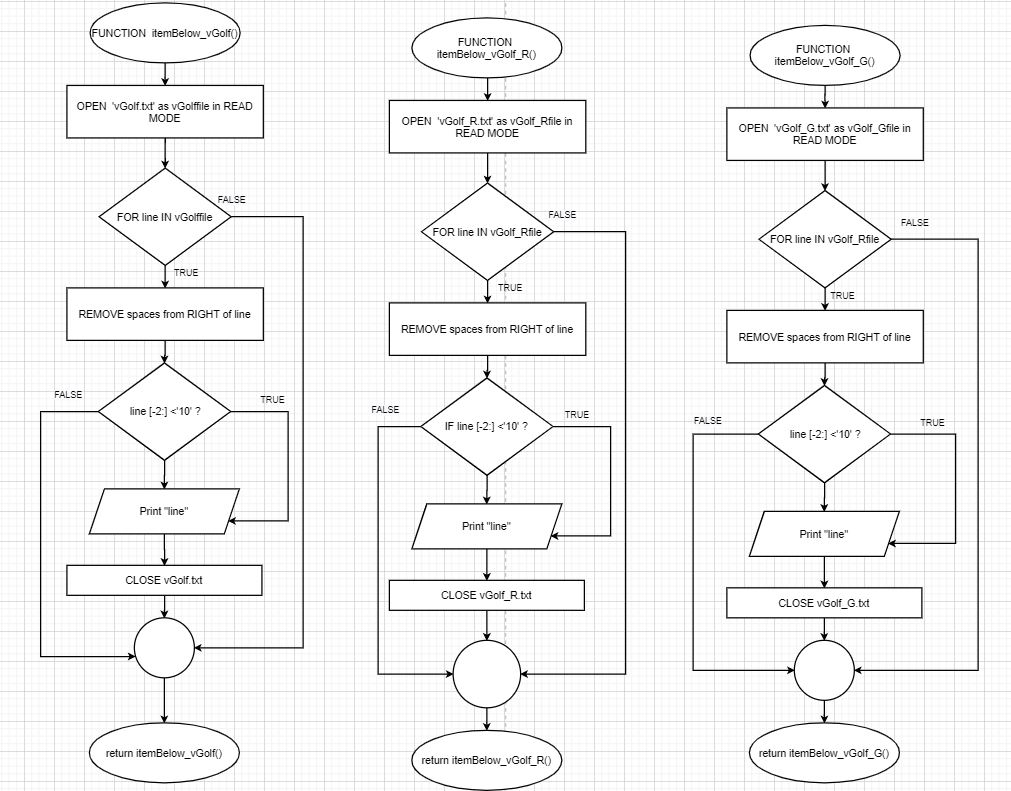 FUNCTION itemBelow_vGolf()
OPEN 'vGolf.txt' as vGolffile in READ
MODE
FOR line IN vGolffile
FALSE
TRUE
REMOVE spaces from RIGHT of line
FALSE
line [-2:] <'10' ?
TRUE
Print "line"
CLOSE vGolf.txt
return itemBelow_vGolf()
FUNCTION
itemBelow_vGolf_R()
OPEN 'vGolf_R.txt' as vGolf_Rfile in
READ MODE
FOR line IN vGolf_Rfile
FALSE
TRUE
REMOVE spaces from RIGHT of line
FALSE
IF line [-2:] <'10' ?
TRUE
Print "line"
CLOSE vGolf_R.txt
return itemBelow_vGolf_R()
FUNCTION
itemBelow_vGolf_G()
OPEN 'vGolf_G.txt' as vGolf_Gfile in
READ MODE
FOR line IN vGolf_Rfile
FALSE
TRUE
REMOVE spaces from RIGHT of line
FALSE
line [-2:] <'10' ?
TRUE
Print "line"
CLOSE vGolf_G.txt
return itemBelow_vGolf_G()